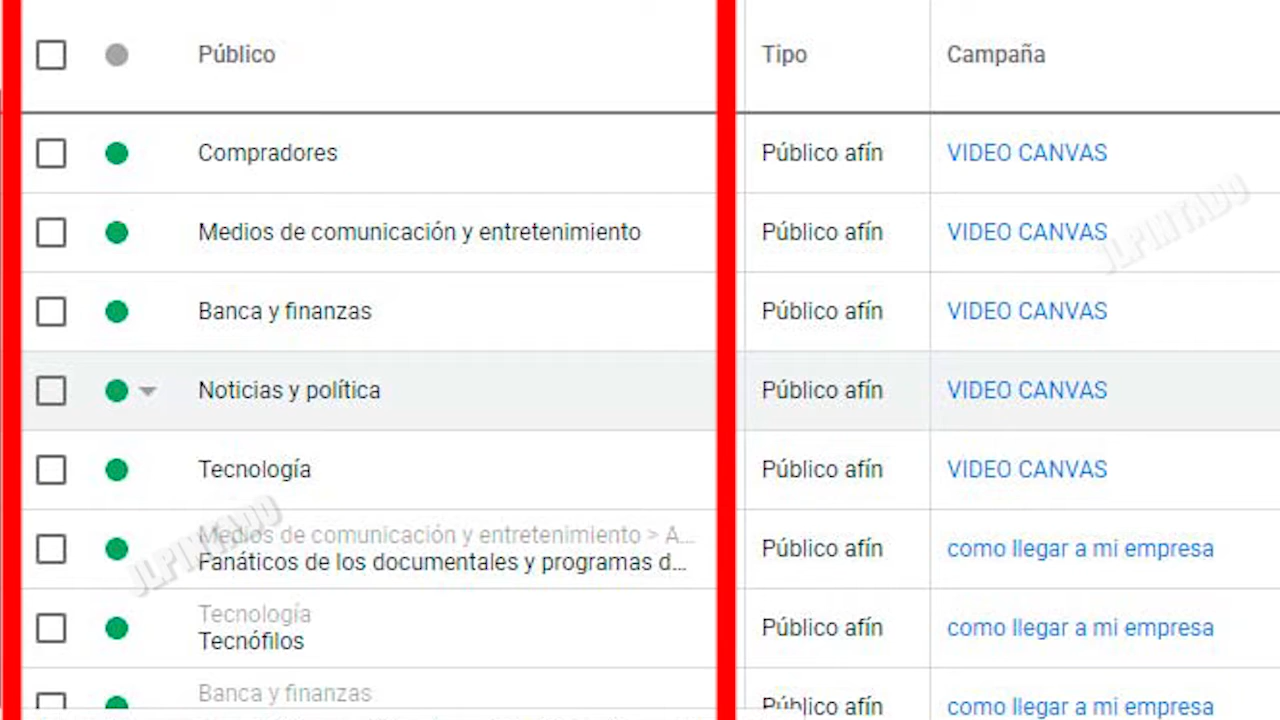 Público Tipo Campaña
Compradores Público afín VIDEO CANVAS
Medios de comunicación y entretenimiento Público afín VIDEO CANVAS
Banca y finanzas Público afín VIDEO CANVAS
Noticias y política Público afín VIDEO CANVAS
Tecnología Público afín VIDEO CANVAS
Medios de comunicación y entretenimiento > A...
Fanáticos de los documentales y programas d... Público afín como llegar a mi empresa
Tecnología
Tecnófilos Público afín como llegar a mi empresa
Banca y finanzas
Público afín como llegar a mi empresa
JLPINTADO
JLPINTADO